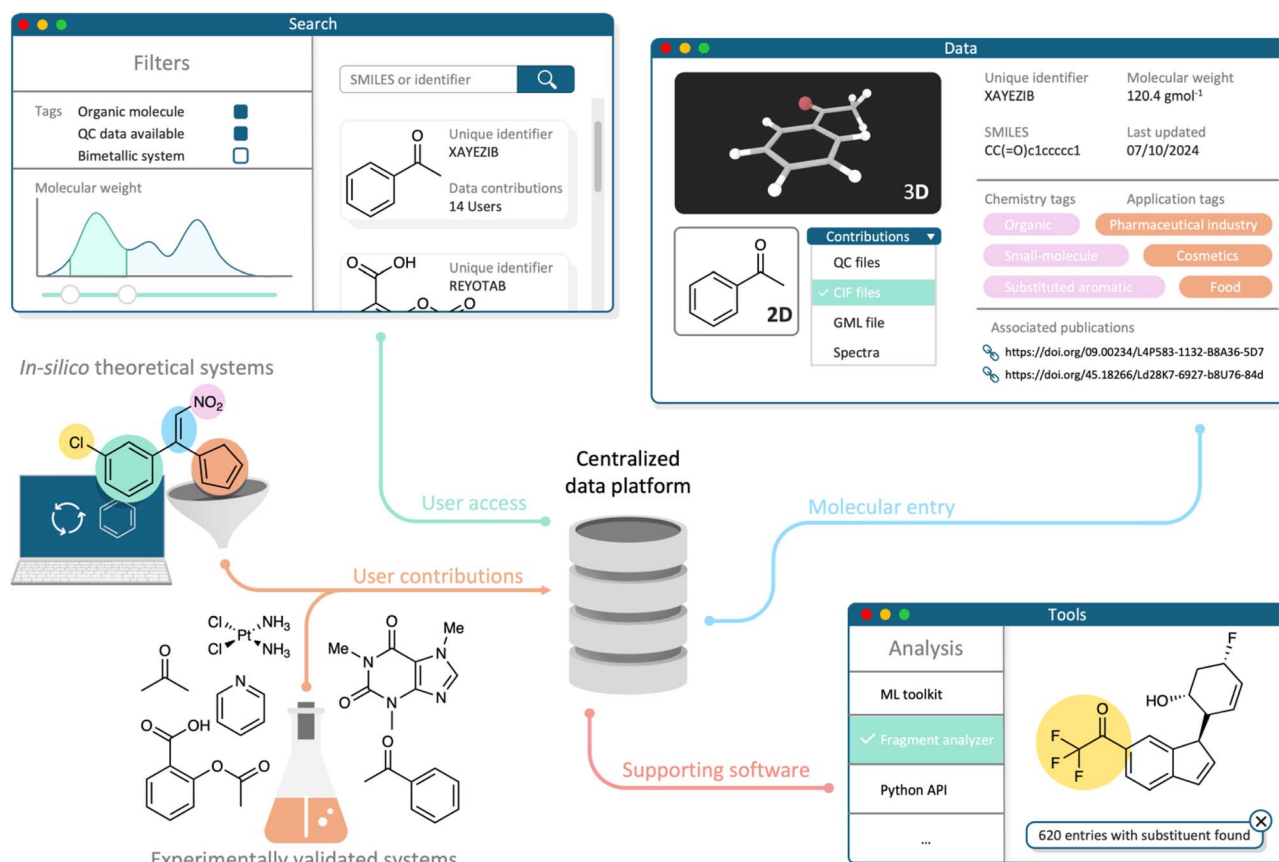 Search
Filters
Tags
Organic molecule
QC data available
Bimetallic system
Molecular weight
SMILES or identifier
O
Unique identifier
XAYEZIB
Data contributions
14 Users
O
OH
O
O
Unique identifier
REYOTAB
Data
3D
O
2D
Contributions
QC files
CIF files
GML file
Spectra
Unique identifier
XAYEZIB
Molecular weight
120.4 gmol⁻¹
SMILES
CC(=O)c1ccccc1
Last updated
07/10/2024
Chemistry tags
Application tags
Organic
Pharmaceutical industry
Small-molecule
Cosmetics
Substituted aromatic
Food
Associated publications
https://doi.org/09.00234/L4P583-1132-B8A36-5D7
https://doi.org/45.18266/Ld28K7-6927-b8U76-84d
In-silico theoretical systems
NO₂
Cl
User access
User contributions
Centralized
data platform
Molecular entry
Supporting software
Cl
NH₃
Pt
Cl
NH₃
O
N
O
OH
O
O
O
Me
Me
N
N
O
N
N
O
Experimentally validated systems
Tools
Analysis
ML toolkit
Fragment analyzer
Python API
...
F
HO
O
F
F
F
620 entries with substituent found